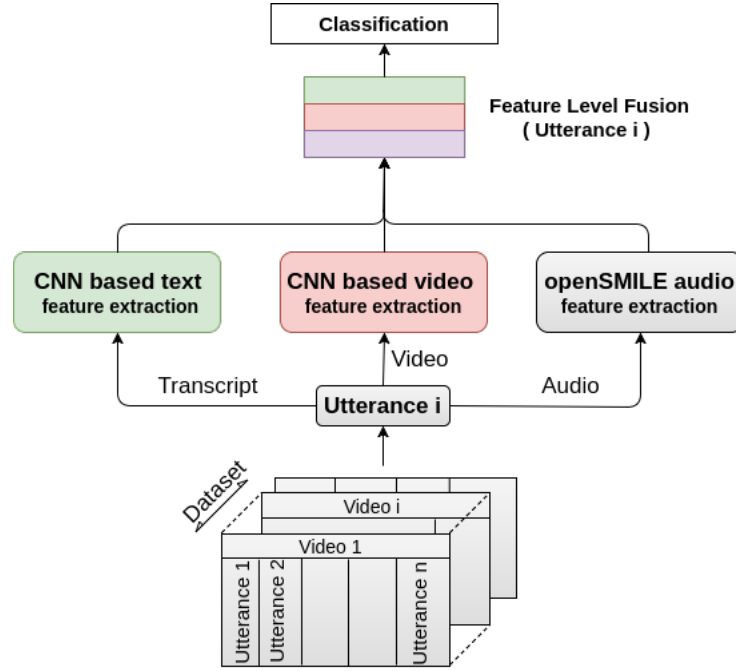 Classification
Feature Level Fusion
( Utterance i )
CNN based text
feature extraction
CNN based video
feature extraction
openSMILE audio
feature extraction
Video
Transcript
Audio
Utterance i
Dataset
Video i
Video 1
Utterance 1
Utterance 2
Utterance n